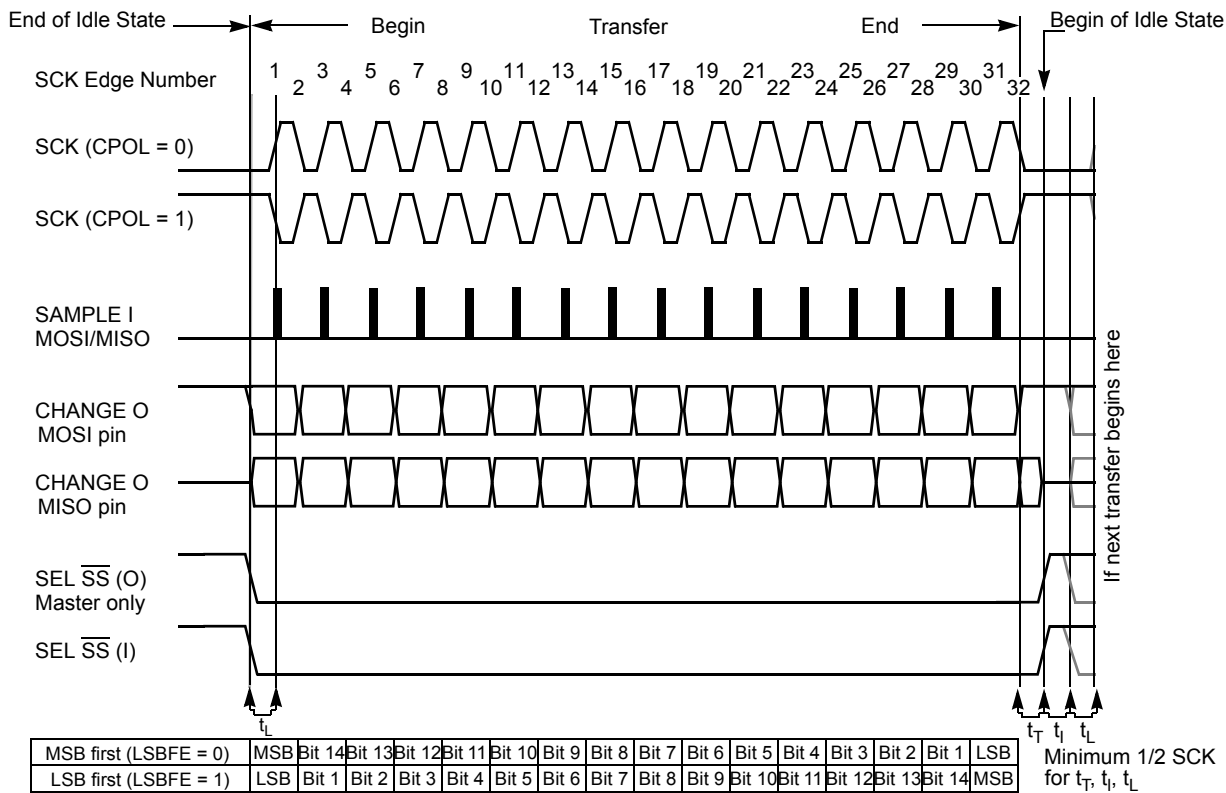 End of Idle State
Begin
Transfer
End
Begin of Idle State
SCK Edge Number
1 3 5 7 9 11 13 15 17 19 21 23 25 27 29 31
2 4 6 8 10 12 14 16 18 20 22 24 26 28 30 32
SCK (CPOL = 0)
SCK (CPOL = 1)
SAMPLE I
MOSI/MISO
CHANGE O
MOSI pin
CHANGE O
MISO pin
SEL SS (O)
Master only
SEL SS (I)
If next transfer begins here
tL
tT tI tL
MSB first (LSBFE = 0) MSB Bit 14 Bit 13 Bit 12 Bit 11 Bit 10 Bit 9 Bit 8 Bit 7 Bit 6 Bit 5 Bit 4 Bit 3 Bit 2 Bit 1 LSB
LSB first (LSBFE = 1) LSB Bit 1 Bit 2 Bit 3 Bit 4 Bit 5 Bit 6 Bit 7 Bit 8 Bit 9 Bit 10 Bit 11 Bit 12 Bit 13 Bit 14 MSB
Minimum 1/2 SCK
for tT, tI, tL